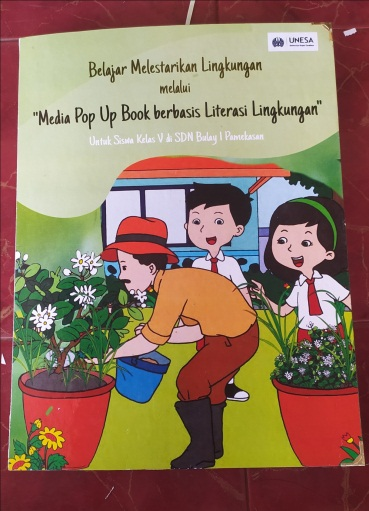 UNESA
Belajar Melestarikan Lingkungan
melalui
"Media Pop Up Book berbasis Literasi Lingkungan"
Untuk Siswa Kelas V di SDN Bulay 1 Pamekasan